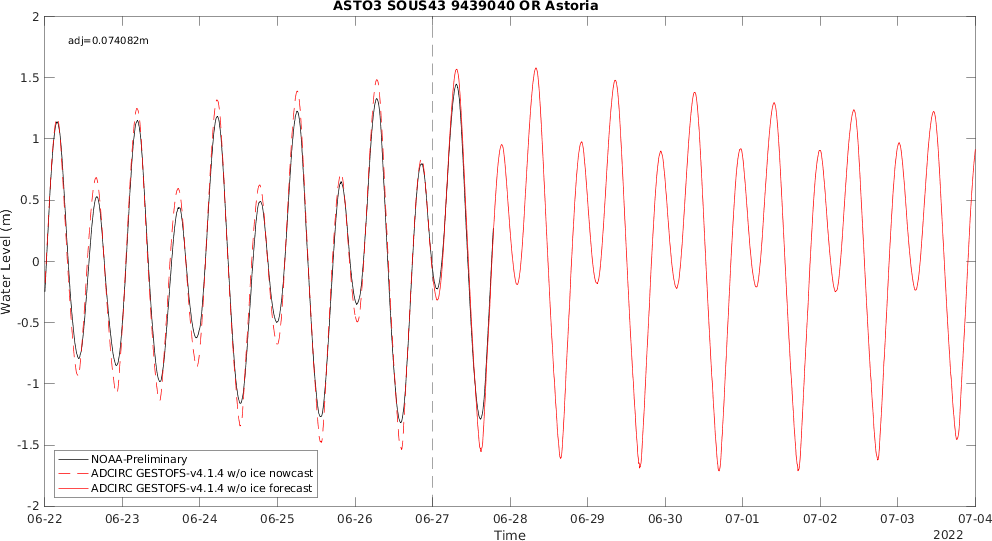 ASTO3 SOUS43 9439040 OR Astoria
adj=0.074082m
2
1.5
1
0.5
0
-0.5
-1
-1.5
-2
Water Level (m)
NOAA-Preliminary
ADCIRC GESTOFS-v4.1.4 w/o ice nowcast
ADCIRC GESTOFS-v4.1.4 w/o ice forecast
06-22 06-23 06-24 06-25 06-26 06-27 06-28 06-29 06-30 07-01 07-02 07-03 07-04
Time
2022